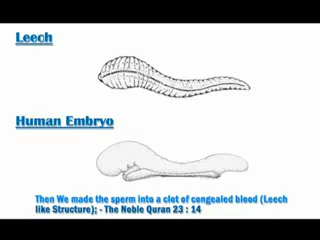 Leech
Human Embryo
Then We made the sperm into a clot of congealed blood (Leech
like Structure); - The Noble Quran 23 : 14